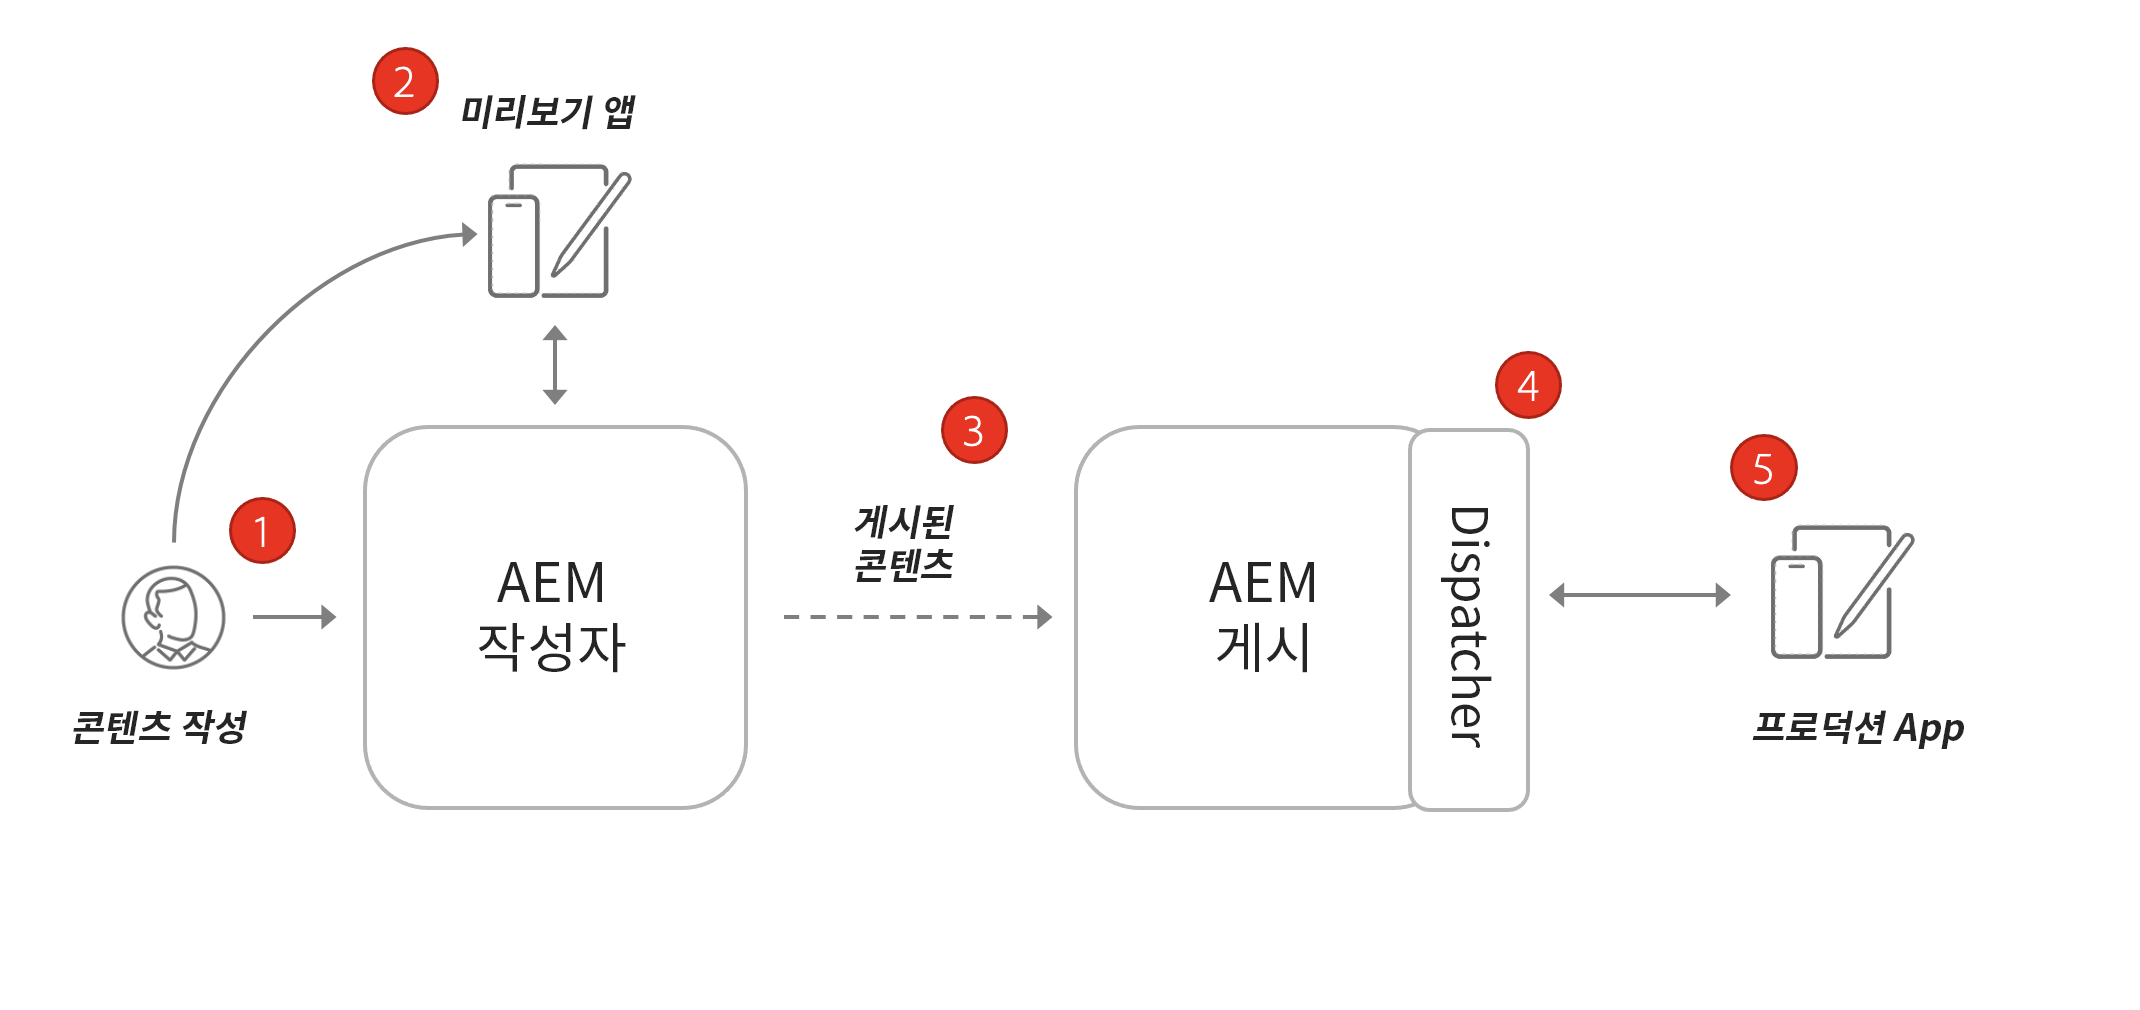 2
미리보기 앱
1
콘텐츠 작성
AEM
작성자
3
게시된
콘텐츠
AEM
게시
4
Dispatcher
5
프로덕션 App